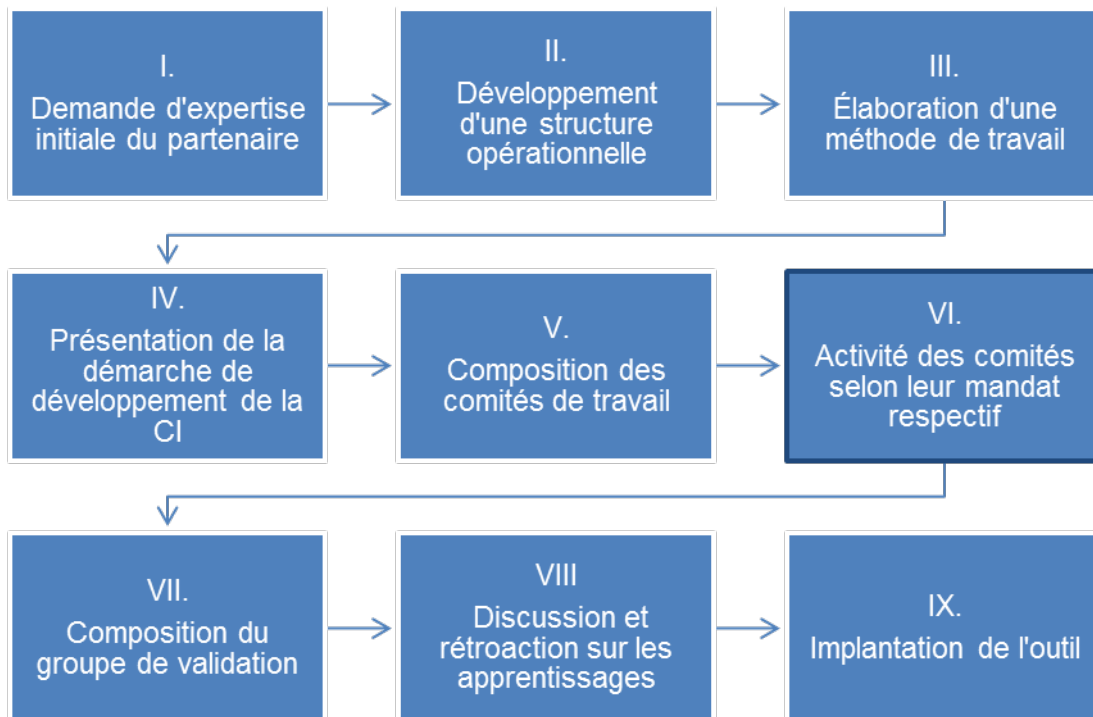 I.
Demande d'expertise
initiale du partenaire
II.
Développement
d'une structure
opérationnelle
III.
Élaboration d'une
méthode de travail
IV.
Présentation de la
démarche de
développement de la
CI
V.
Composition des
comités de travail
VI.
Activité des comités
selon leur mandat
respectif
VII.
Composition du
groupe de validation
VIII
Discussion et
rétroaction sur les
apprentissages
IX.
Implantation de l'outil